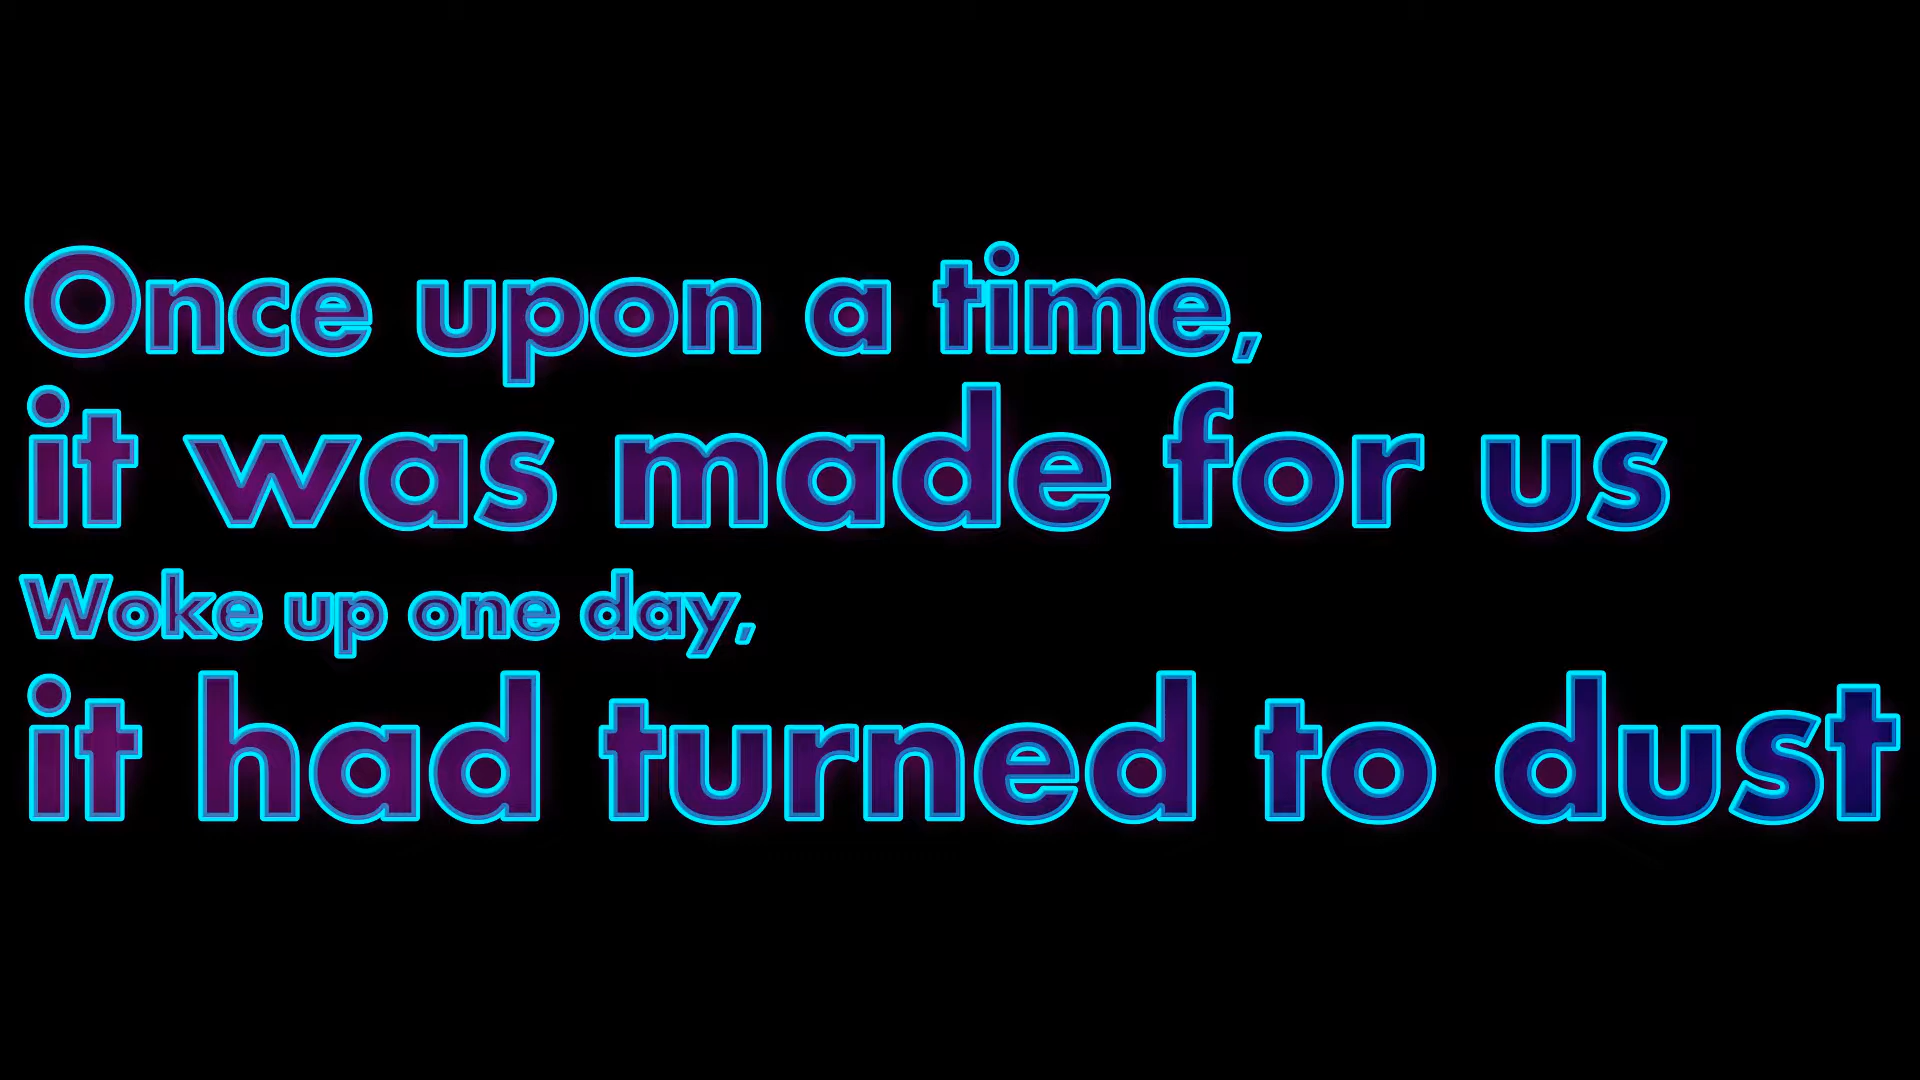 Once upon a time,
it was made for us
Woke up one day,
it had turned to dust